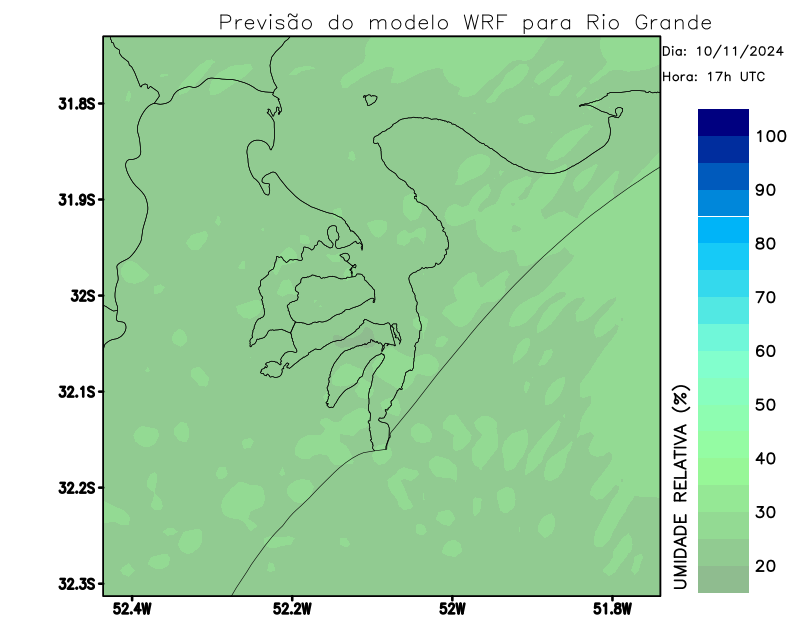 Previsão do modelo WRF para Rio Grande
Dia: 10/11/2024
Hora: 17h UTC
31.8S
31.9S
32S
32.1S
32.2S
32.3S
52.4W
52.2W
52W
51.8W
100
90
80
70
60
50
40
30
20
UMIDADE RELATIVA (%)